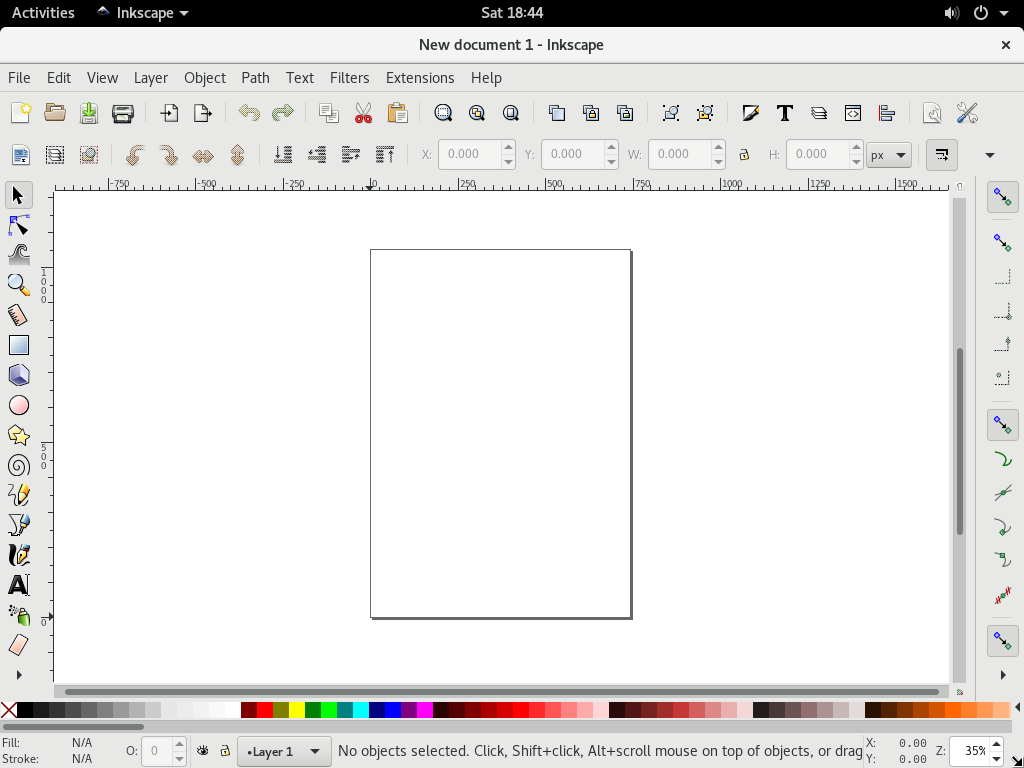 Activities Inkscape Sat 18:44
New document 1 - Inkscape
File Edit View Layer Object Path Text Filters Extensions Help
X: 0.000 Y: 0.000 W: 0.000 H: 0.000 px
-750 -500 -250 0 250 500 750 1000 1250 1500
1000
500
0
Fill: N/A
Stroke: N/A
O: 0
•Layer 1
No objects selected. Click, Shift+click, Alt+scroll mouse on top of objects, or drag
X: 0.00
Y: 0.00
Z: 35%